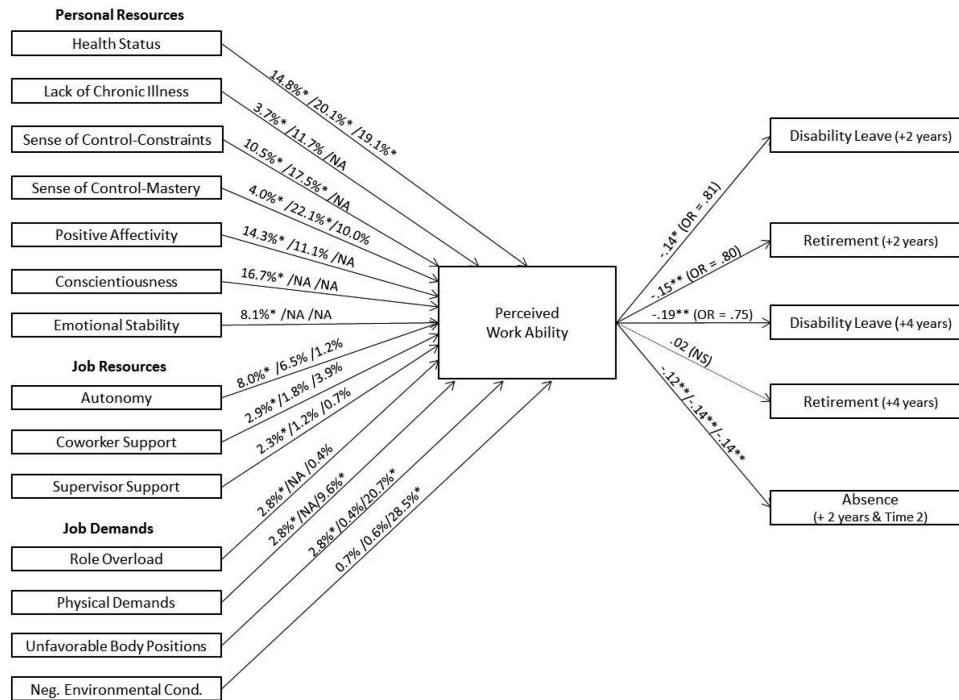 Personal Resources
Health Status
Lack of Chronic Illness
Sense of Control-Constraints
Sense of Control-Mastery
Positive Affectivity
Conscientiousness
Emotional Stability
Job Resources
Autonomy
Coworker Support
Supervisor Support
Job Demands
Role Overload
Physical Demands
Unfavorable Body Positions
Neg. Environmental Cond.
14.8%* /20.1%* /19.1%*
3.7%* /11.7% /NA
10.5%* /17.5%* /NA
4.0%* /22.1%* /10.0%
14.3%* /11.1% /NA
16.7%* /NA /NA
8.1%* /NA /NA
8.0%* /6.5% /1.2%
2.9%* /1.8% /3.9%
2.3%* /1.2% /0.7%
2.8%* /NA /0.4%
2.8%* /NA/9.6%*
2.8%* /0.4%/20.7%*
0.7% /0.6%/28.5%*
Perceived
Work Ability
-.14* (OR = .81)
-.15** (OR = .80)
-.19** (OR = .75)
.02 (NS)
-.12**/-.14**/-.14**
Disability Leave (+2 years)
Retirement (+2 years)
Disability Leave (+4 years)
Retirement (+4 years)
Absence
(+ 2 years & Time 2)